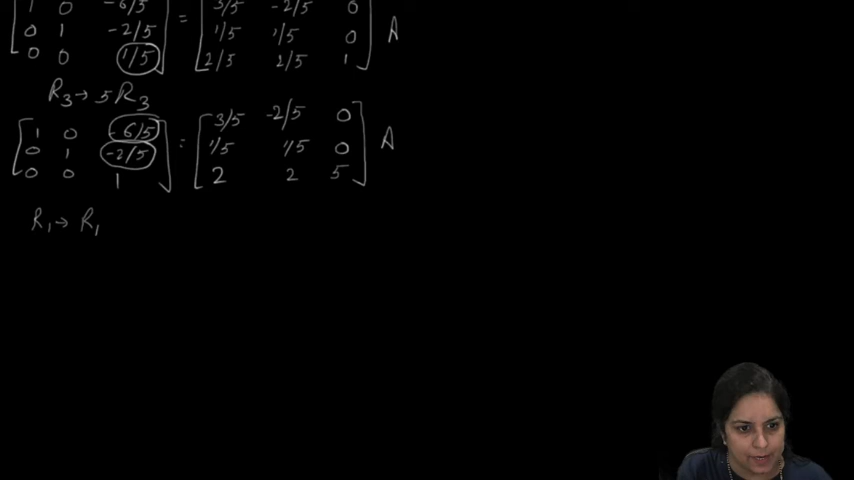 1 0 -6/5 = 3/5 -2/5 0
0 1 -2/5 1/5 1/5 0 A
0 0 1/5 2/5 2/5 1
R3 → 5R3
1 0 -6/5 = 3/5 -2/5 0
0 1 -2/5 1/5 1/5 0 A
0 0 1 2 2 5
R1 → R1